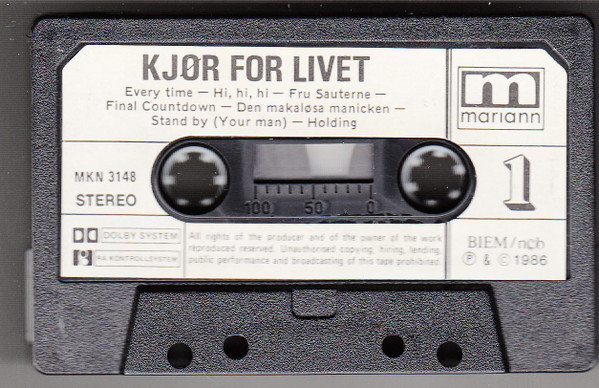 KJØR FOR LIVET
Every time — Hi, hi, hi — Fru Sauterne —
Final Countdown — Den makaløsa manicken —
Stand by (Your man) — Holding
m
mariann
MKN 3148
STEREO
100 50 0
1
DOLBY SYSTEM
RA KONTROLLSYSTEM
All rights of the producer and of the owner of the work
reproduced reserved. Unauthorised copying, hiring, lending
public performance and broadcasting of this tape prohibited
BIEM/ncb
Ⓟ & © 1986